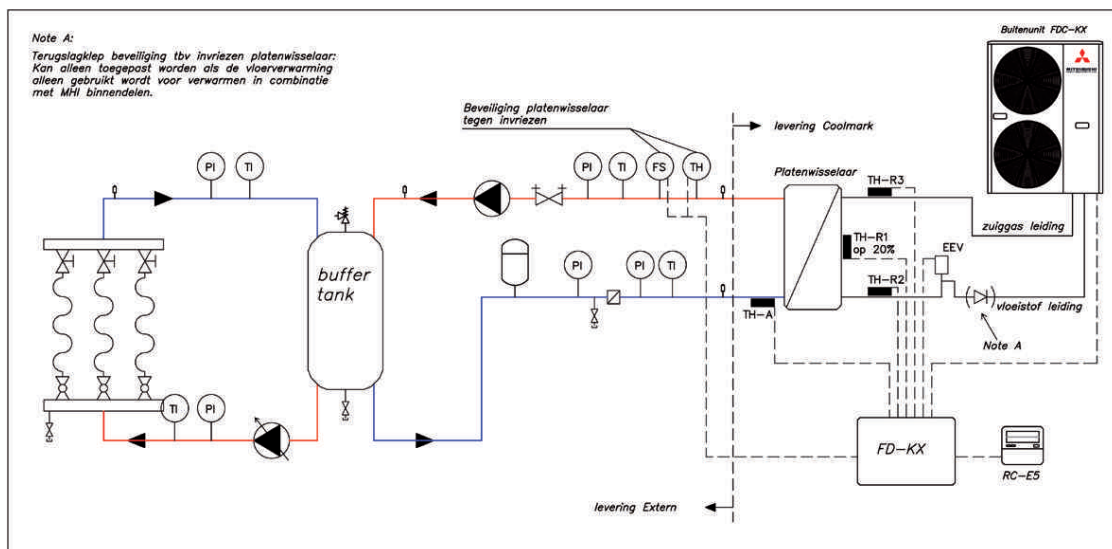 Note A:
Terugslagklep beveiliging tbv invriezen platenwisselaar:
Kan alleen toegepast worden als de vloerverwarming
alleen gebruikt wordt voor verwarmen in combinatie
met MHI binnendelen.
Buitenunit FDC-KX
Beveiliging platenwisselaar
tegen invriezen
levering Coolmark
PI
TI
PI
TI
FS
TH
Platenwisselaar
TH-R3
zuiggas leiding
TH-R1
op 20%
EEV
buffer
tank
PI
PI
TI
TH-R2
vloeistof leiding
TH-A
Note A
TI
PI
FD-KX
RC-E5
levering Extern